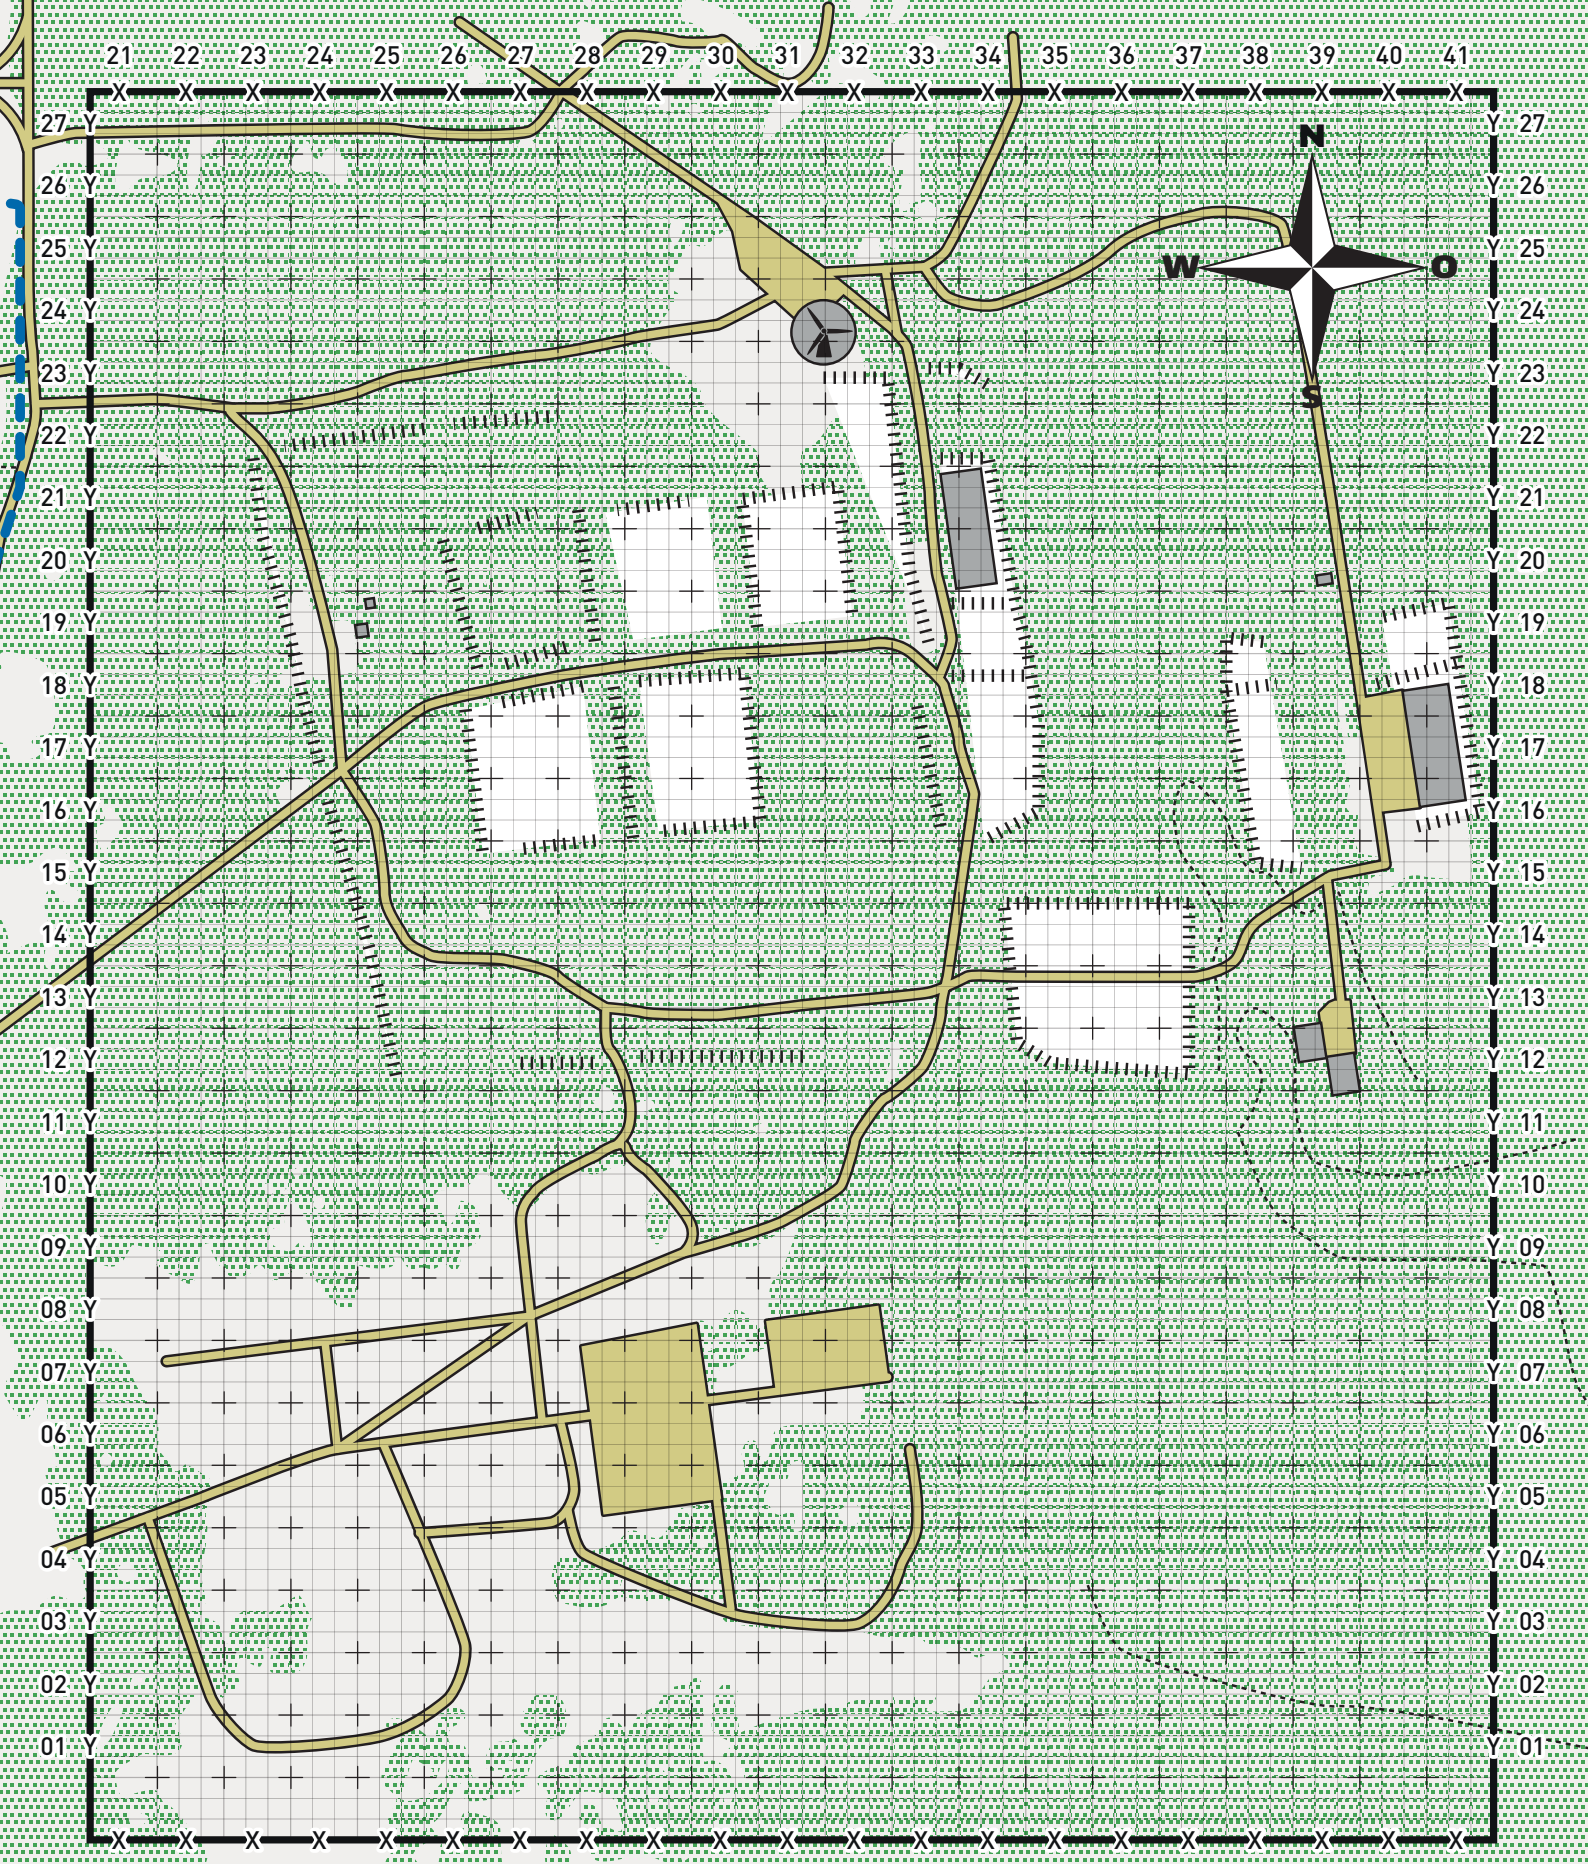 21 22 23 24 25 26 27 28 29 30 31 32 33 34 35 36 37 38 39 40 41
X X X X X X X X X X X X X X X X X X X X X
27 Y Y 27
N
26 Y Y 26
25 Y Y 25
W O
24 Y Y 24
23 Y Y 23
S
22 Y Y 22
21 Y Y 21
20 Y Y 20
19 Y Y 19
18 Y Y 18
17 Y Y 17
16 Y Y 16
15 Y Y 15
14 Y Y 14
13 Y Y 13
12 Y Y 12
11 Y Y 11
10 Y Y 10
09 Y Y 09
08 Y Y 08
07 Y Y 07
06 Y Y 06
05 Y Y 05
04 Y Y 04
03 Y Y 03
02 Y Y 02
01 Y Y 01
X X X X X X X X X X X X X X X X X X X X X